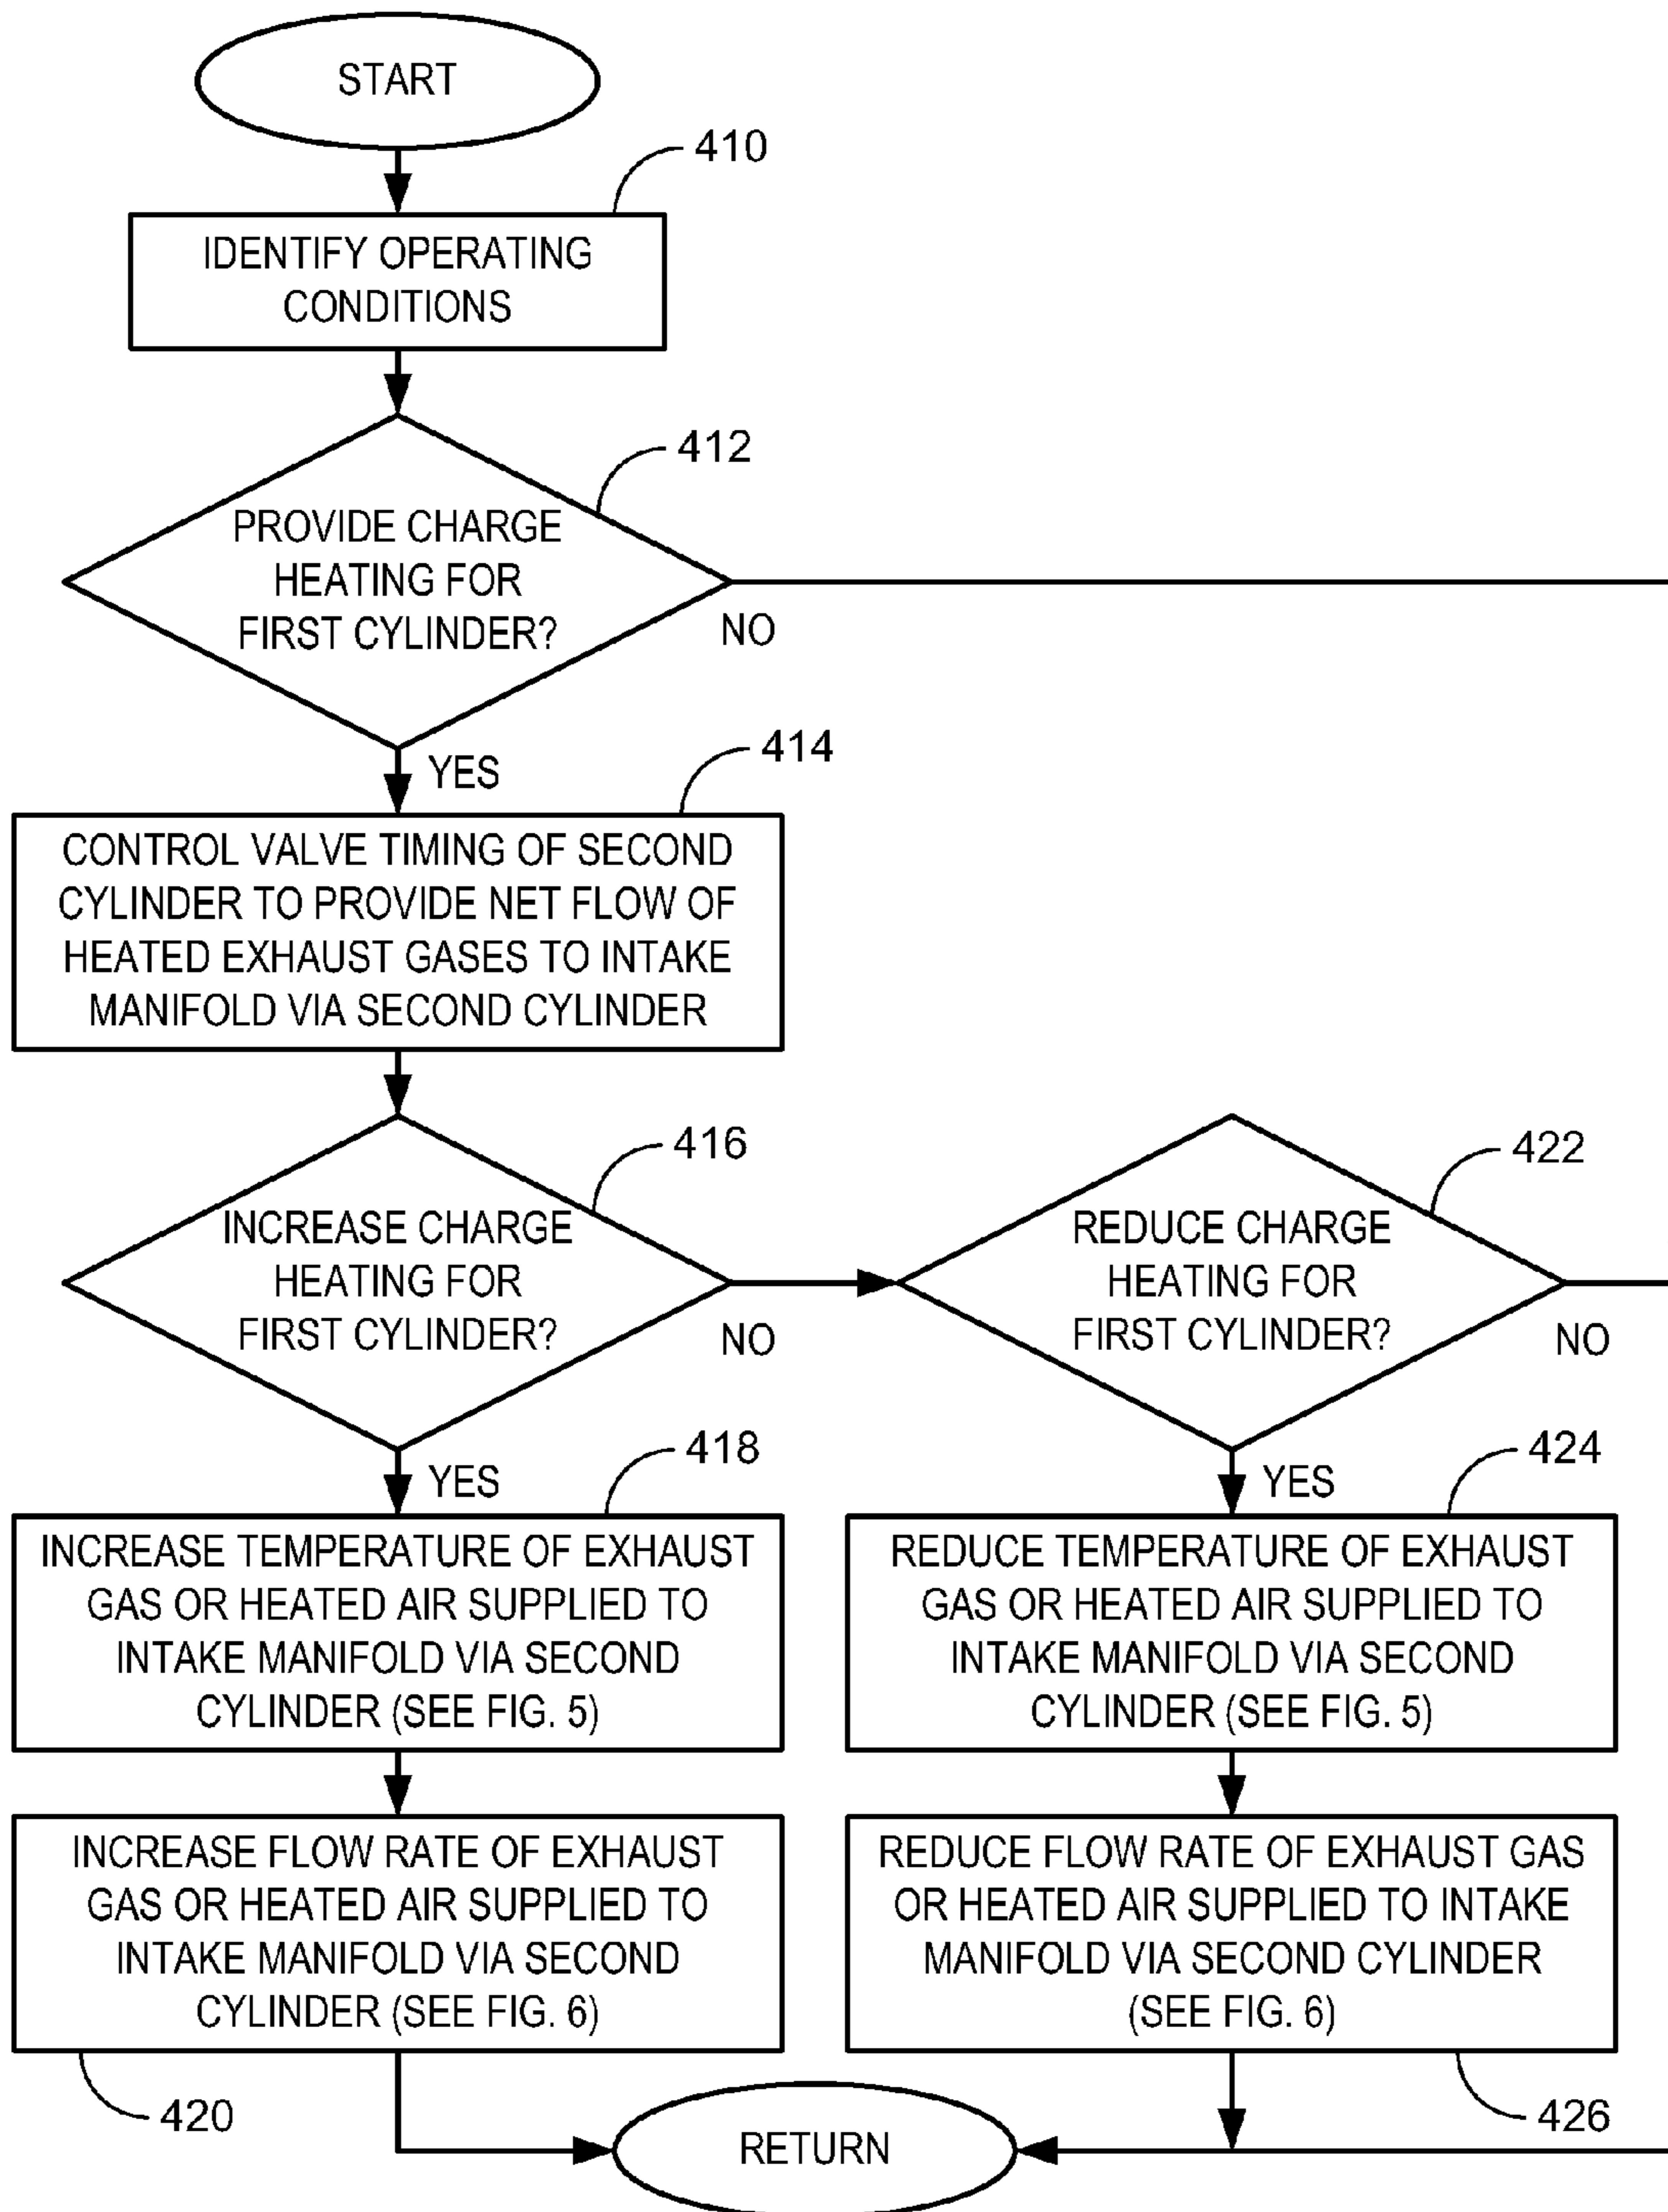 START
410
IDENTIFY OPERATING
CONDITIONS
412
PROVIDE CHARGE
HEATING FOR
FIRST CYLINDER?
NO
YES
414
CONTROL VALVE TIMING OF SECOND
CYLINDER TO PROVIDE NET FLOW OF
HEATED EXHAUST GASES TO INTAKE
MANIFOLD VIA SECOND CYLINDER
416
INCREASE CHARGE
HEATING FOR
FIRST CYLINDER?
NO
YES
422
REDUCE CHARGE
HEATING FOR
FIRST CYLINDER?
NO
YES
418
INCREASE TEMPERATURE OF EXHAUST
GAS OR HEATED AIR SUPPLIED TO
INTAKE MANIFOLD VIA SECOND
CYLINDER (SEE FIG. 5)
424
REDUCE TEMPERATURE OF EXHAUST
GAS OR HEATED AIR SUPPLIED TO
INTAKE MANIFOLD VIA SECOND
CYLINDER (SEE FIG. 5)
INCREASE FLOW RATE OF EXHAUST
GAS OR HEATED AIR SUPPLIED TO
INTAKE MANIFOLD VIA SECOND
CYLINDER (SEE FIG. 6)
420
REDUCE FLOW RATE OF EXHAUST GAS
OR HEATED AIR SUPPLIED TO INTAKE
MANIFOLD VIA SECOND CYLINDER
(SEE FIG. 6)
426
RETURN